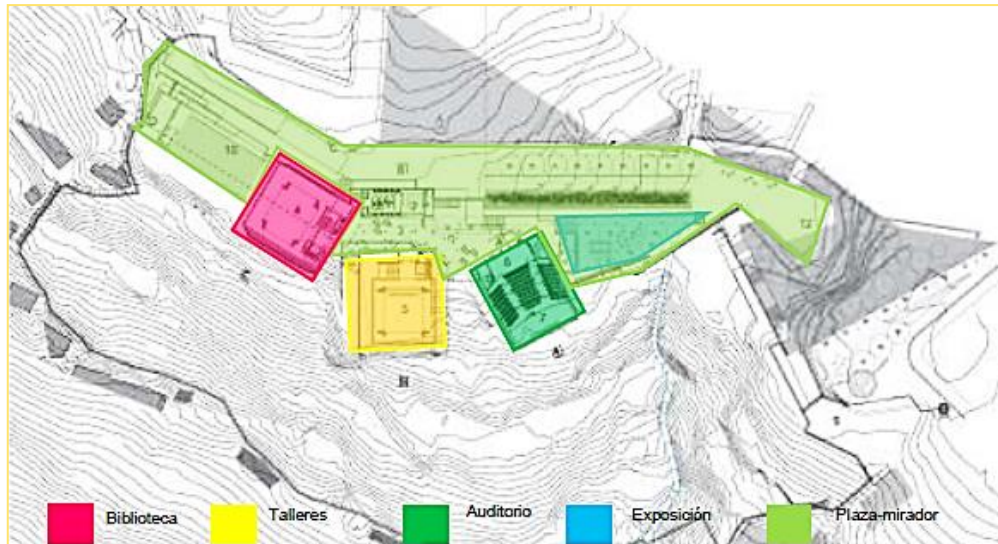 Biblioteca
Talleres
Auditorio
Exposición
Plaza-mirador